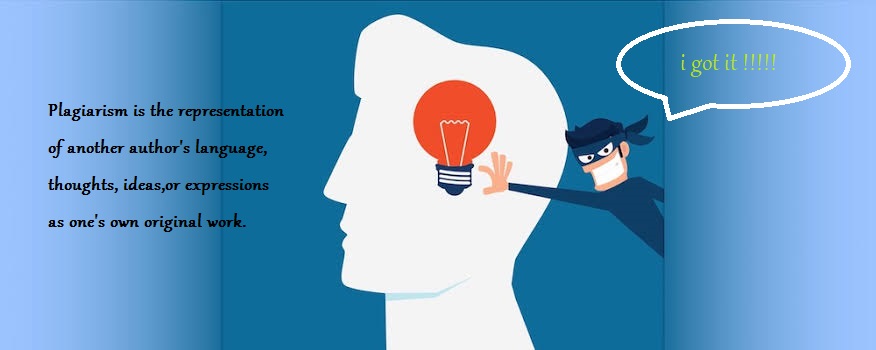 Plagiarism is the representation
of another author's language,
thoughts, ideas,or expressions
as one's own original work.
i got it !!!!!